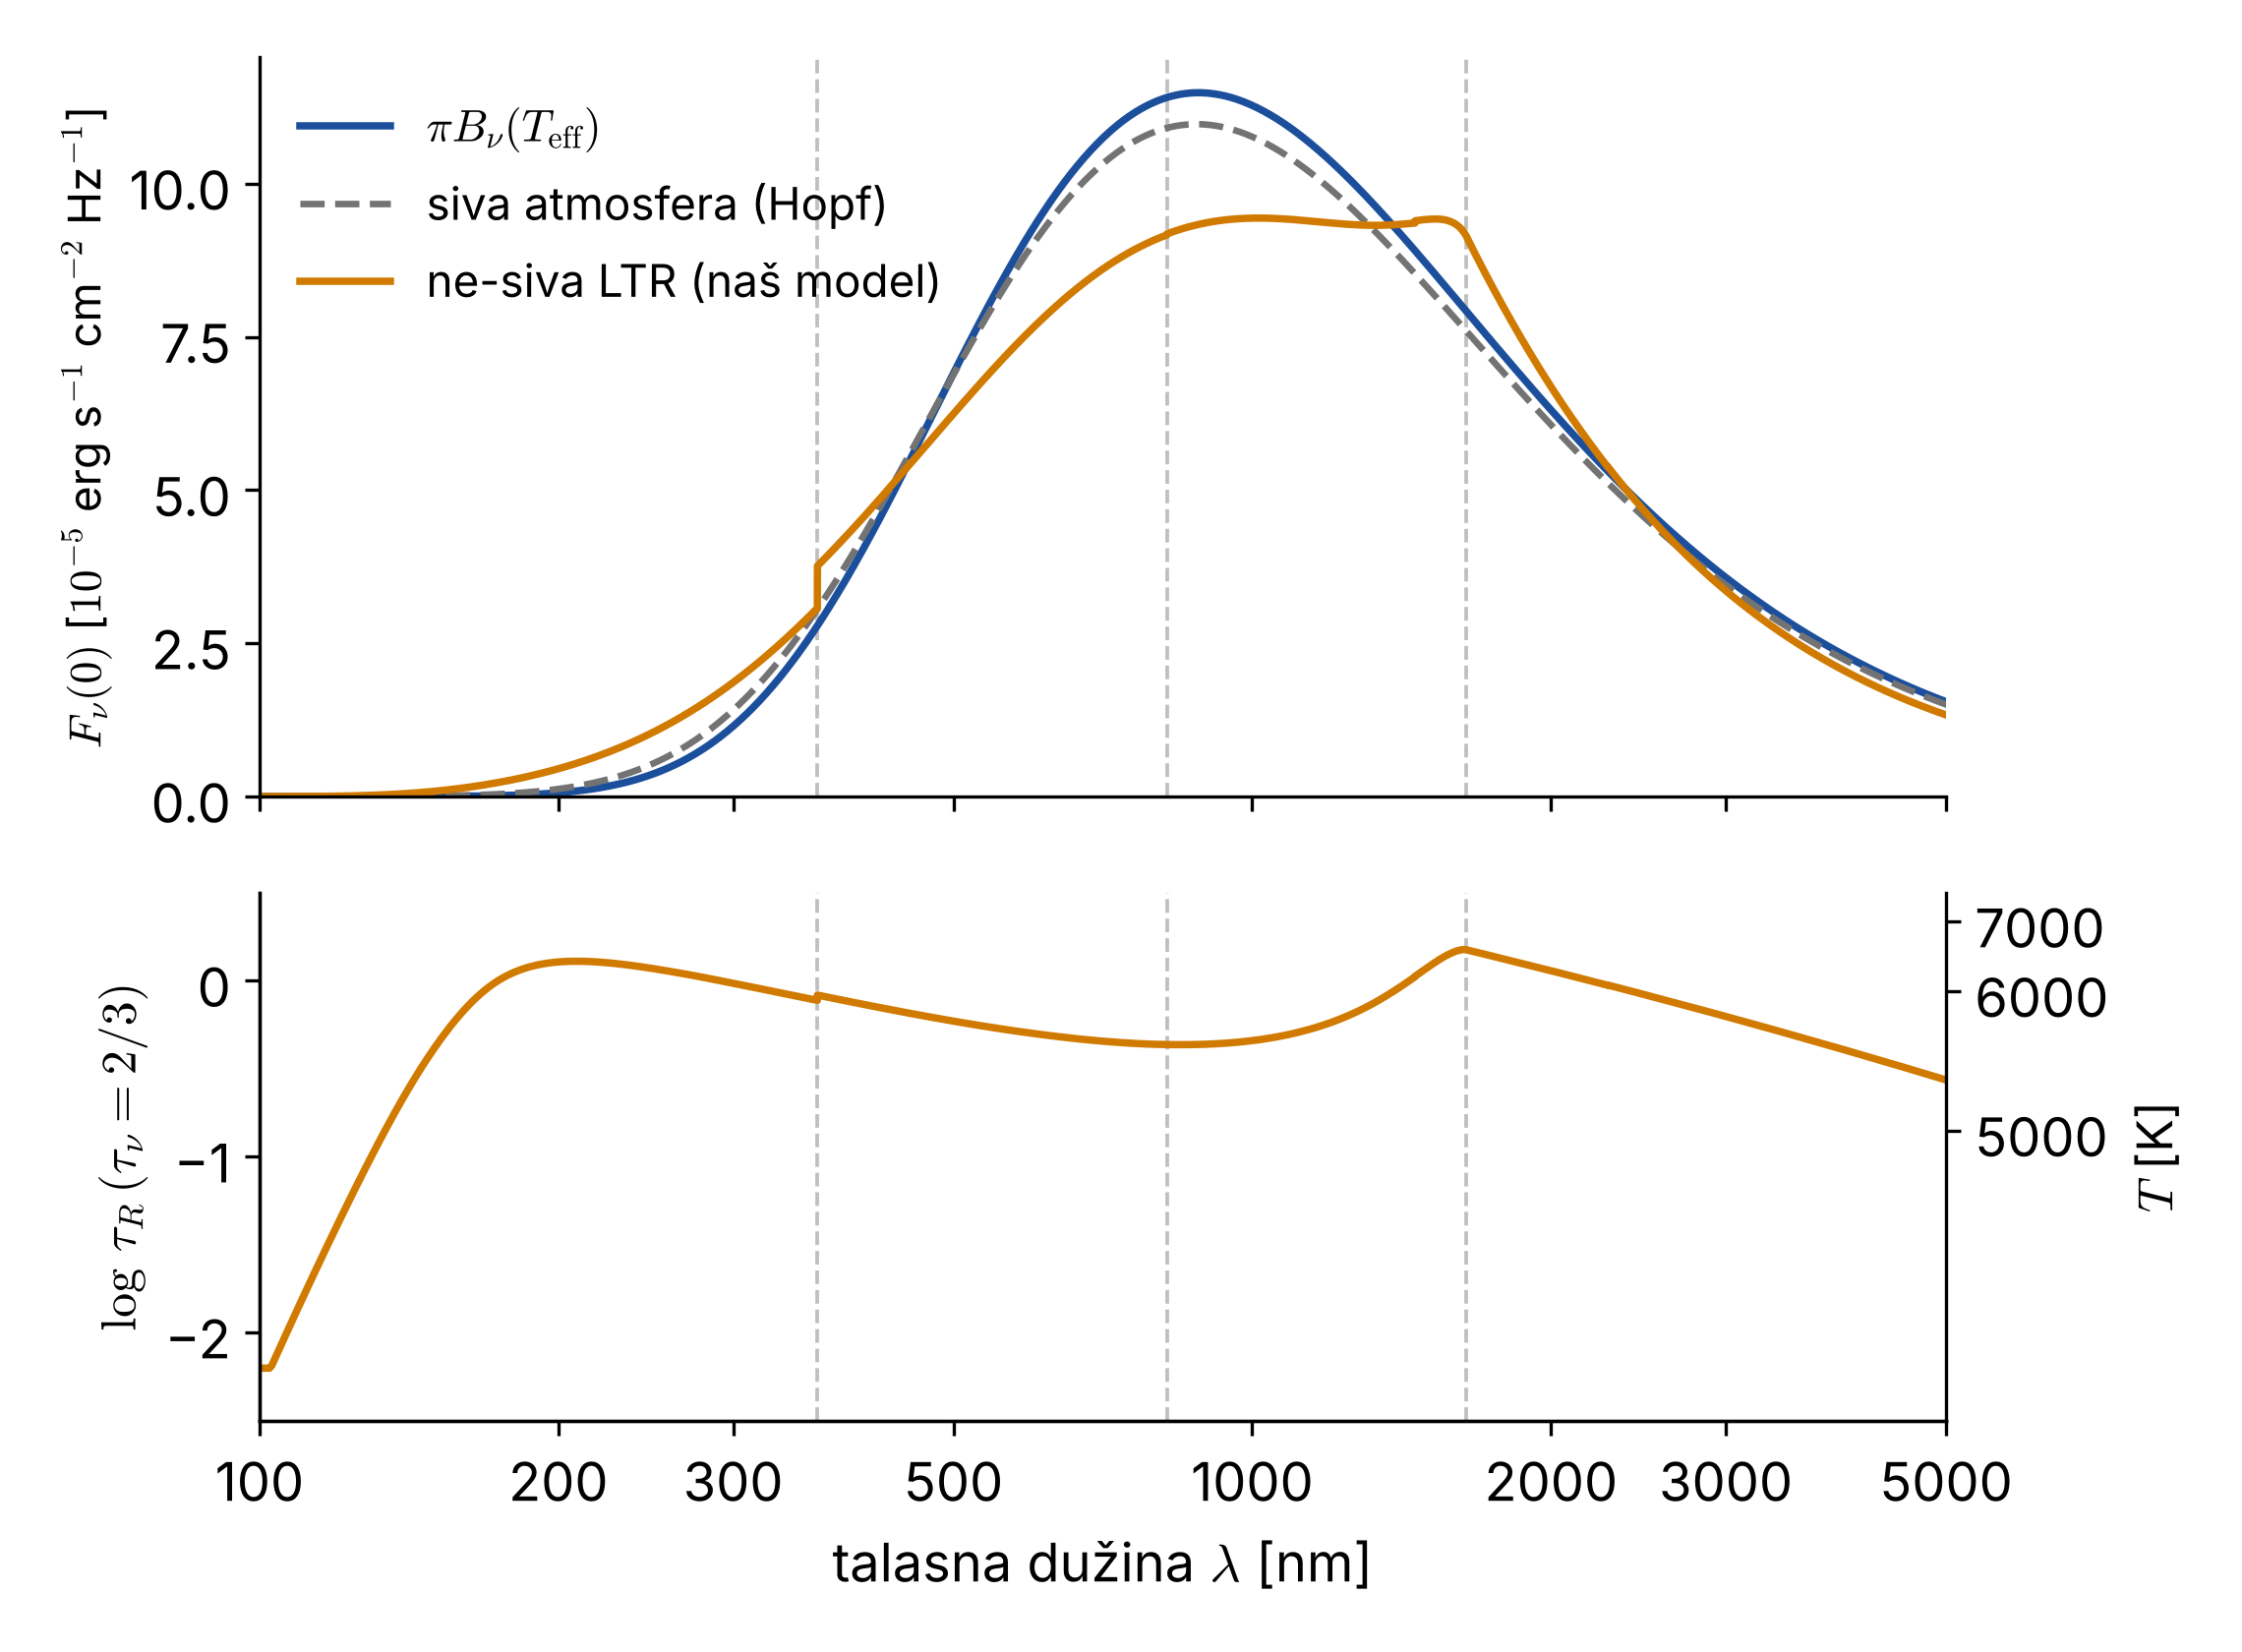 F_ν(0) [10⁻⁵ erg s⁻¹ cm⁻² Hz⁻¹]
10.0
7.5
5.0
2.5
0.0
πB_ν(T_eff)
siva atmosfera (Hopf)
ne-siva LTR (naš model)
log τ_R (τ_ν = 2/3)
0
−1
−2
7000
6000
5000
T [K]
100 200 300 500 1000 2000 3000 5000
talasna dužina λ [nm]